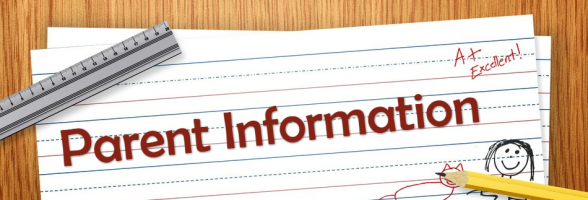 A+
Excellent!
Parent Information